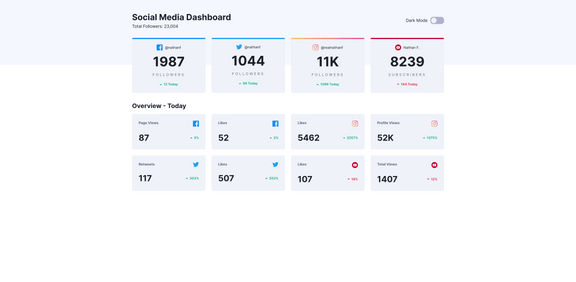 Social Media Dashboard
Total Followers: 23,004
Dark Mode
@nathanf
1987
FOLLOWERS
12 Today
@nathanf
1044
FOLLOWERS
99 Today
@realnathanf
11K
FOLLOWERS
1099 Today
Nathan F.
8239
SUBSCRIBERS
144 Today
Overview - Today
Page Views
87
3%
Likes
52
2%
Likes
5462
2257%
Profile Views
52K
1375%
Retweets
117
303%
Likes
507
553%
Likes
107
19%
Total Views
1407
12%